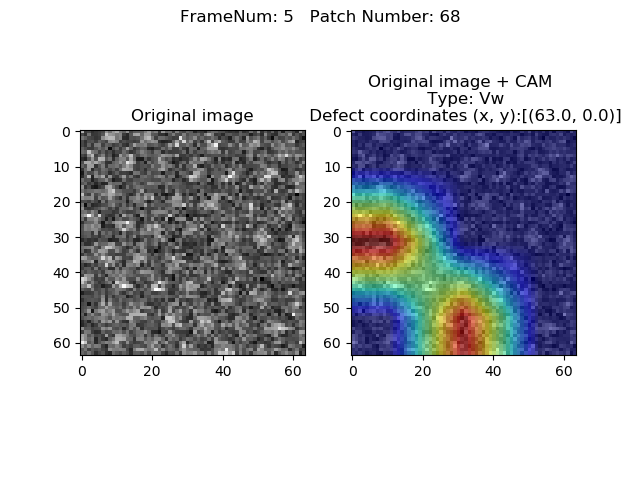 FrameNum: 5   Patch Number: 68
Original image
Original image + CAM
Type: Vw
Defect coordinates (x, y):[(63.0, 0.0)]
0
10
20
30
40
50
60
0 20 40 60
0
10
20
30
40
50
60
0 20 40 60